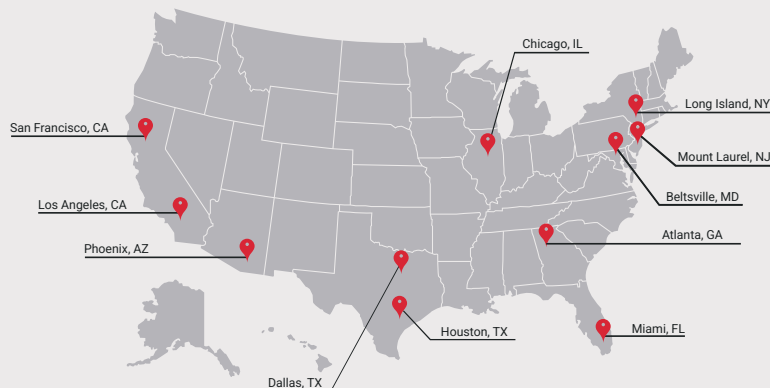 Chicago, IL
Long Island, NY
San Francisco, CA
Mount Laurel, NJ
Beltsville, MD
Los Angeles, CA
Atlanta, GA
Phoenix, AZ
Miami, FL
Houston, TX
Dallas, TX